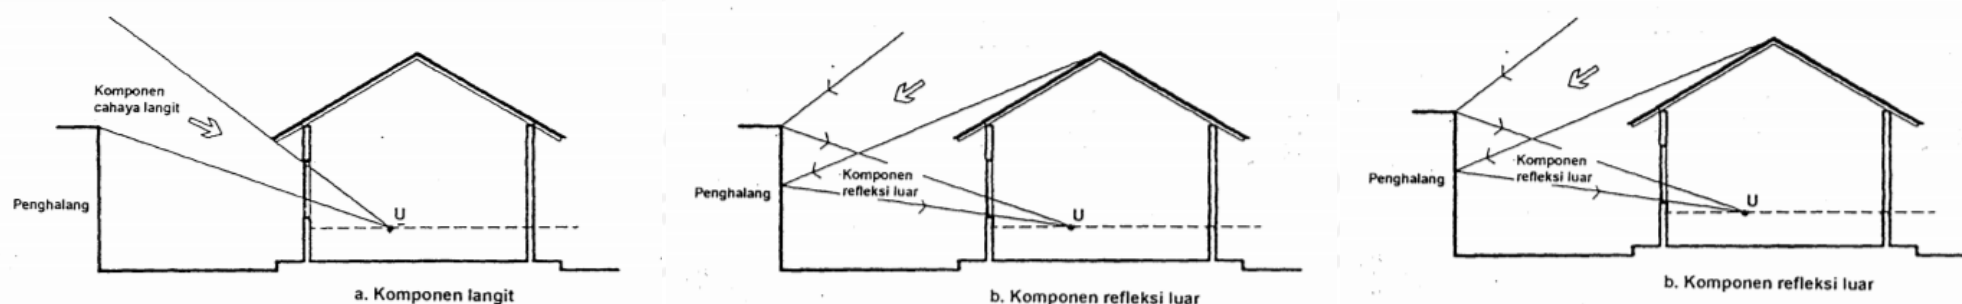 Komponen
cahaya langit
Penghalang
U
a. Komponen langit
Komponen
refleksi luar
Penghalang
U
b. Komponen refleksi luar
Komponen
refleksi luar
Penghalang
U
b. Komponen refleksi luar